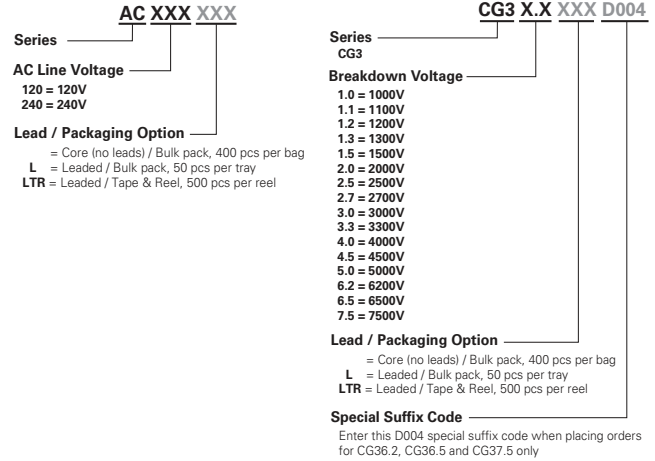 AC XXX XXX
Series
AC Line Voltage
120 = 120V
240 = 240V
Lead / Packaging Option
= Core (no leads) / Bulk pack, 400 pcs per bag
L = Leaded / Bulk pack, 50 pcs per tray
LTR = Leaded / Tape & Reel, 500 pcs per reel
CG3 X.X XXX D004
Series
CG3
Breakdown Voltage
1.0 = 1000V
1.1 = 1100V
1.2 = 1200V
1.3 = 1300V
1.5 = 1500V
2.0 = 2000V
2.5 = 2500V
2.7 = 2700V
3.0 = 3000V
3.3 = 3300V
4.0 = 4000V
4.5 = 4500V
5.0 = 5000V
6.2 = 6200V
6.5 = 6500V
7.5 = 7500V
Lead / Packaging Option
= Core (no leads) / Bulk pack, 400 pcs per bag
L = Leaded / Bulk pack, 50 pcs per tray
LTR = Leaded / Tape & Reel, 500 pcs per reel
Special Suffix Code
Enter this D004 special suffix code when placing orders
for CG36.2, CG36.5 and CG37.5 only